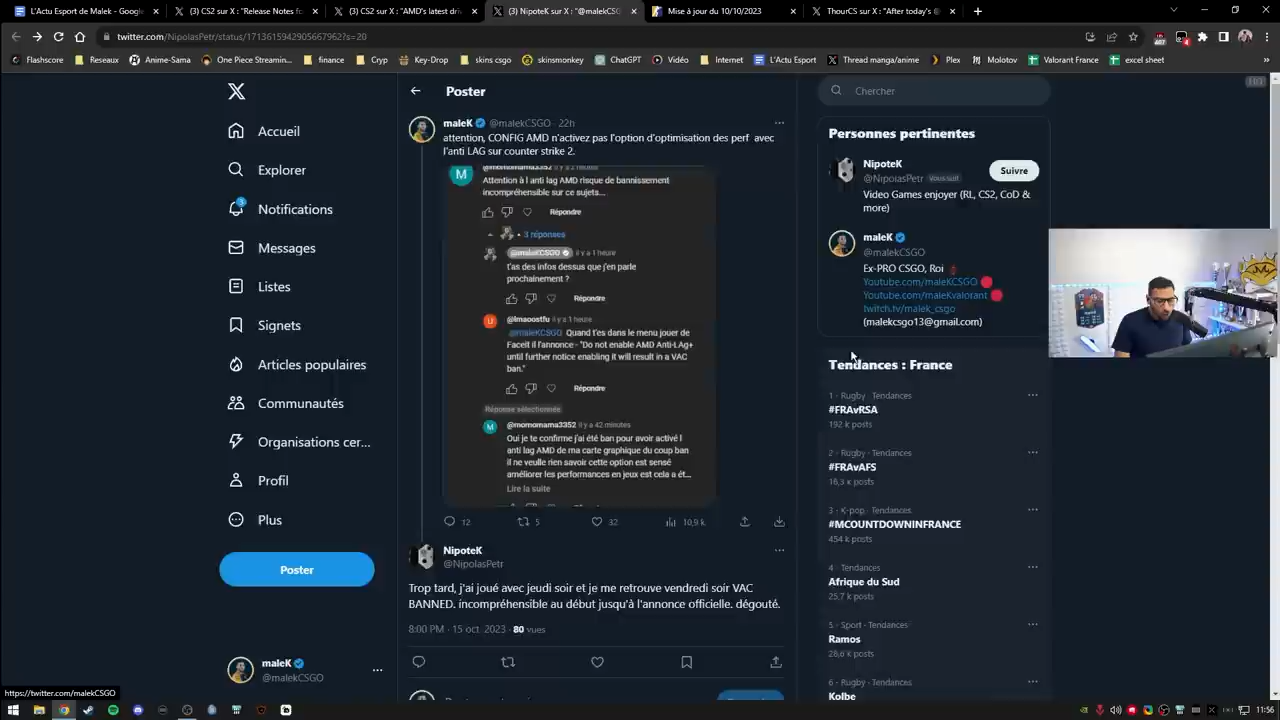 L'Actu Esport de Malek - Google
(3) CS2 sur X : "Release Notes fo
(3) CS2 sur X : "AMD's latest dri
(3) NipoteK sur X : "@malekCSG
Mise à jour du 10/10/2023
ThourCS sur X : "After today's @
twitter.com/NipolasPetr/status/1713615942905667962?s=20
Flashscore
Reseaux
Anime-Sama
One Piece Streamin...
finance
Cryp
Key-Drop
skins csgo
skinsmonkey
ChatGPT
Vidéo
Internet
L'Actu Esport
Thread manga/anime
Plex
Molotov
Valorant France
excel sheet
Accueil
Explorer
Notifications
3
Messages
Listes
Signets
Articles populaires
Communautés
Organisations cer...
Profil
Plus
Poster
maleK
@malekCSGO
https://twitter.com/malekCSGO
Poster
maleK @malekCSGO · 22h
attention, CONFIG AMD n'activez pas l'option d'optimisation des perf avec
l'anti LAG sur counter strike 2.
@momomama3352 il y a 2 heures
M
Attention à l anti lag AMD risque de bannissement
incompréhensible sur ce sujets...
Répondre
3 réponses
@malekCSGO il y a 1 heure
t'as des infos dessus que j'en parle
prochainement ?
Répondre
@lmaoostfu il y a 1 heure
@maleKCSGO Quand t'es dans le menu jouer de
Faceit il l'annonce - "Do not enable AMD Anti-Lag+
until further notice enabling it will result in a VAC
ban."
Répondre
Réponse sélectionnée
M
@momomama3352 il y a 42 minutes
Oui je te confirme j'ai été ban pour avoir activé l
anti lag AMD de ma carte graphique du coup ban
il ne veulle rien savoir cette option est sensé
améliorer les performances en jeux est cela a ét...
Lire la suite
12
5
32
10,9 k
NipoteK
@NipolasPetr
Trop tard, j'ai joué avec jeudi soir et je me retrouve vendredi soir VAC
BANNED. incompréhensible au début jusqu'à l'annonce officielle. dégouté.
8:00 PM · 15 oct. 2023 · 80 vues
Chercher
Personnes pertinentes
NipoteK
@NipolasPetr Vous suit
Suivre
Video Games enjoyer (RL, CS2, CoD &
more)
maleK
@malekCSGO
Ex-PRO CSGO, Roi
Youtube.com/maleKCSGO
Youtube.com/maleKvalorant
twitch.tv/malek_csgo
(malekcsgo13@gmail.com)
Tendances : France
1 · Rugby · Tendances
#FRAvRSA
192 k posts
2 · Rugby · Tendances
#FRAvAFS
16,3 k posts
3 · K-pop · Tendances
#MCOUNTDOWNINFRANCE
454 k posts
4 · Tendances
Afrique du Sud
25,7 k posts
5 · Sport · Tendances
Ramos
28,6 k posts
6 · Rugby · Tendances
Kolbe
11:56